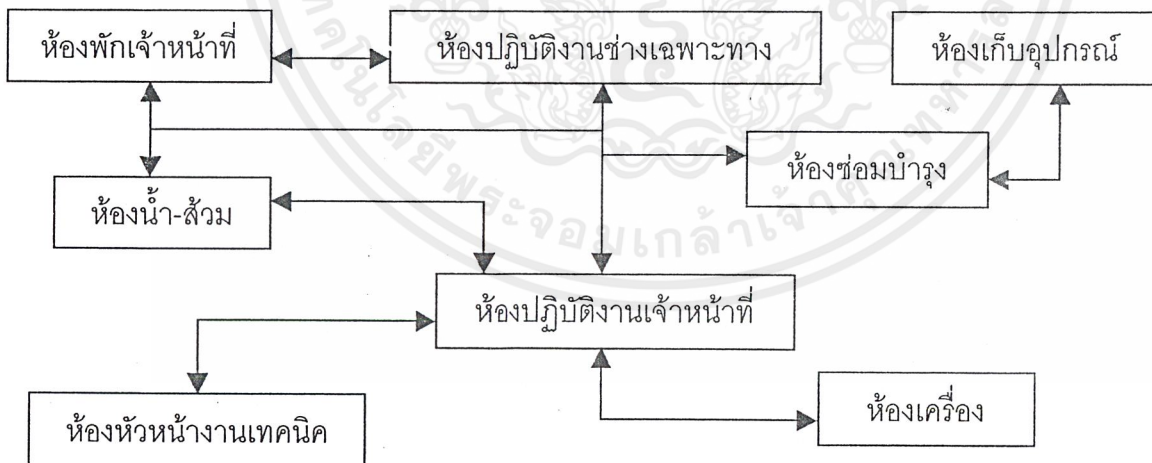 ห้องพักเจ้าหน้าที่
ห้องปฏิบัติงานช่างเฉพาะทาง
ห้องเก็บอุปกรณ์
ห้องซ่อมบำรุง
ห้องน้ำ-ส้วม
ห้องปฏิบัติงานเจ้าหน้าที่
ห้องหัวหน้างานเทคนิค
ห้องเครื่อง